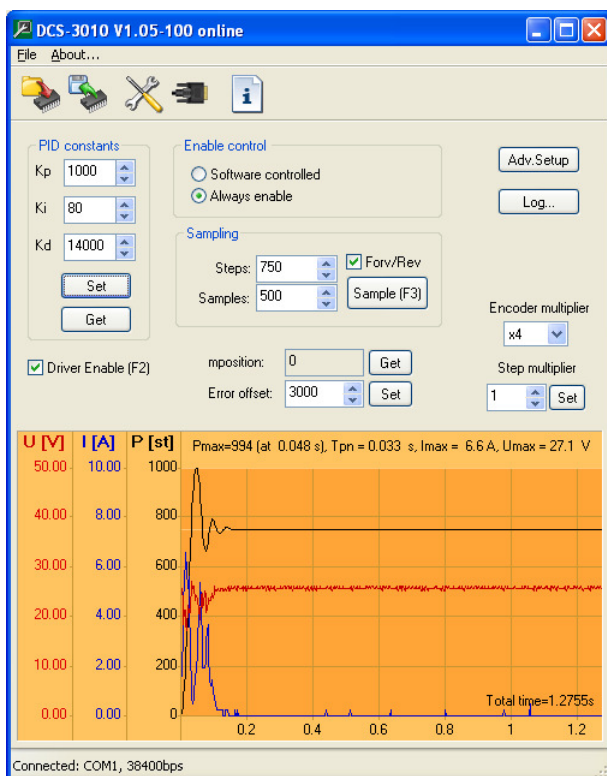 DCS-3010 V1.05-100 online
File About...
PID constants
Kp 1000
Ki 80
Kd 14000
Set
Get
Enable control
Software controlled
Always enable
Sampling
Steps: 750
Forv/Rev
Samples: 500
Sample (F3)
Adv.Setup
Log...
Encoder multiplier
x4
Driver Enable (F2)
mposition: 0 Get
Error offset: 3000 Set
Step multiplier
1 Set
U [V] I [A] P [st] Pmax=994 (at 0.048 s), Tpn = 0.033 s, Imax = 6.6 A, Umax = 27.1 V
50.00 10.00 1000
40.00 8.00 800
30.00 6.00 600
20.00 4.00 400
10.00 2.00 200
0.00 0.00 0
Total time=1.2755s
0.2 0.4 0.6 0.8 1 1.2
Connected: COM1, 38400bps